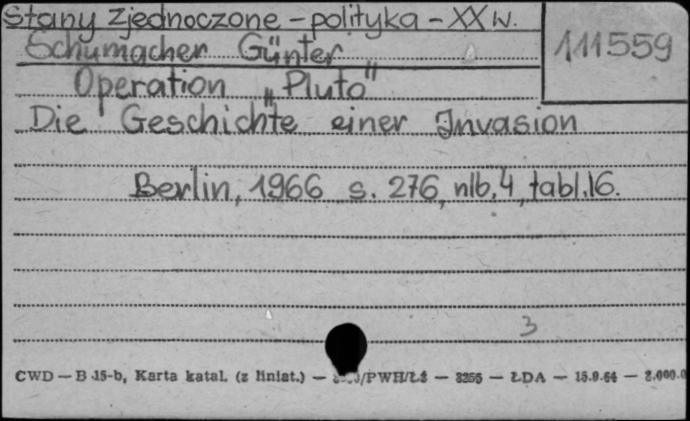 Stany Zjednoczone – polityka – XX w.
111559
Schumacher Günter
Operation „Pluto"
Die Geschichte einer Invasion
Berlin, 1966 s. 276, nlb. 4, tabl. 16.
3
CWD — B 15-b, Karta katal. (z liniat.) — /PWH/Łź — 3255 — ŁDA — 15.9.64 — 2.000.0